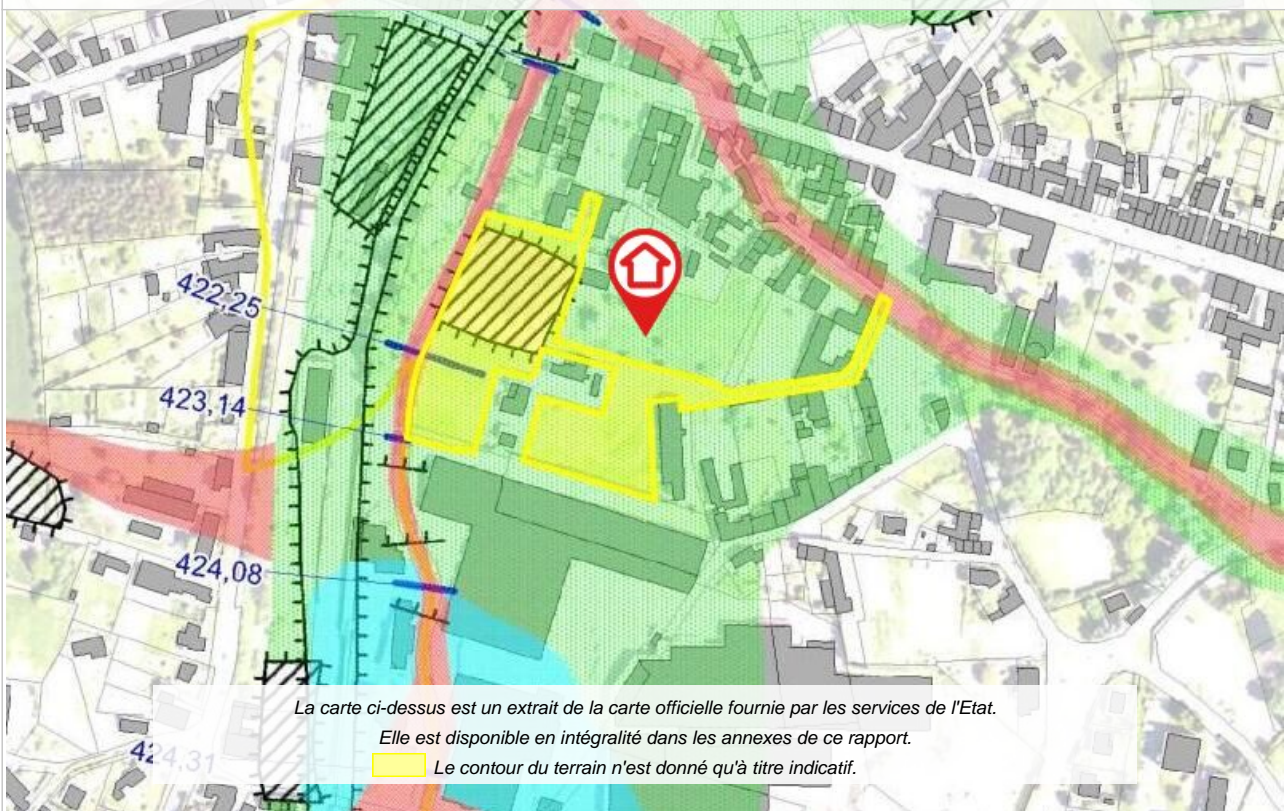 422,25
423,14
424,08
La carte ci-dessus est un extrait de la carte officielle fournie par les services de l'Etat.
Elle est disponible en intégralité dans les annexes de ce rapport.
424,31
Le contour du terrain n'est donné qu'à titre indicatif.